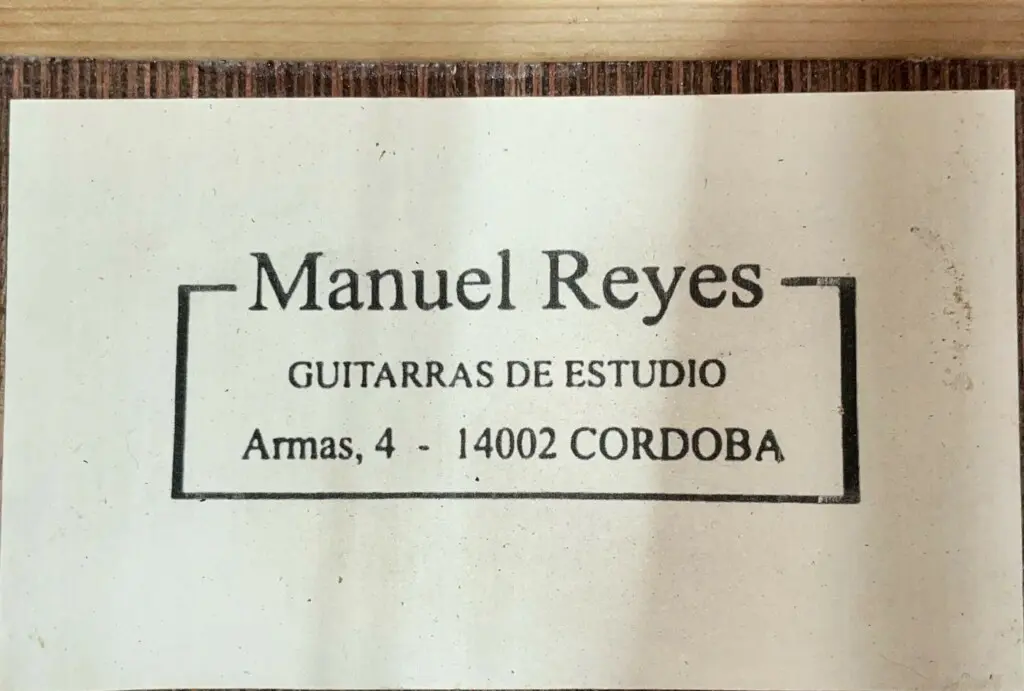 Manuel Reyes
GUITARRAS DE ESTUDIO
Armas, 4 - 14002 CORDOBA